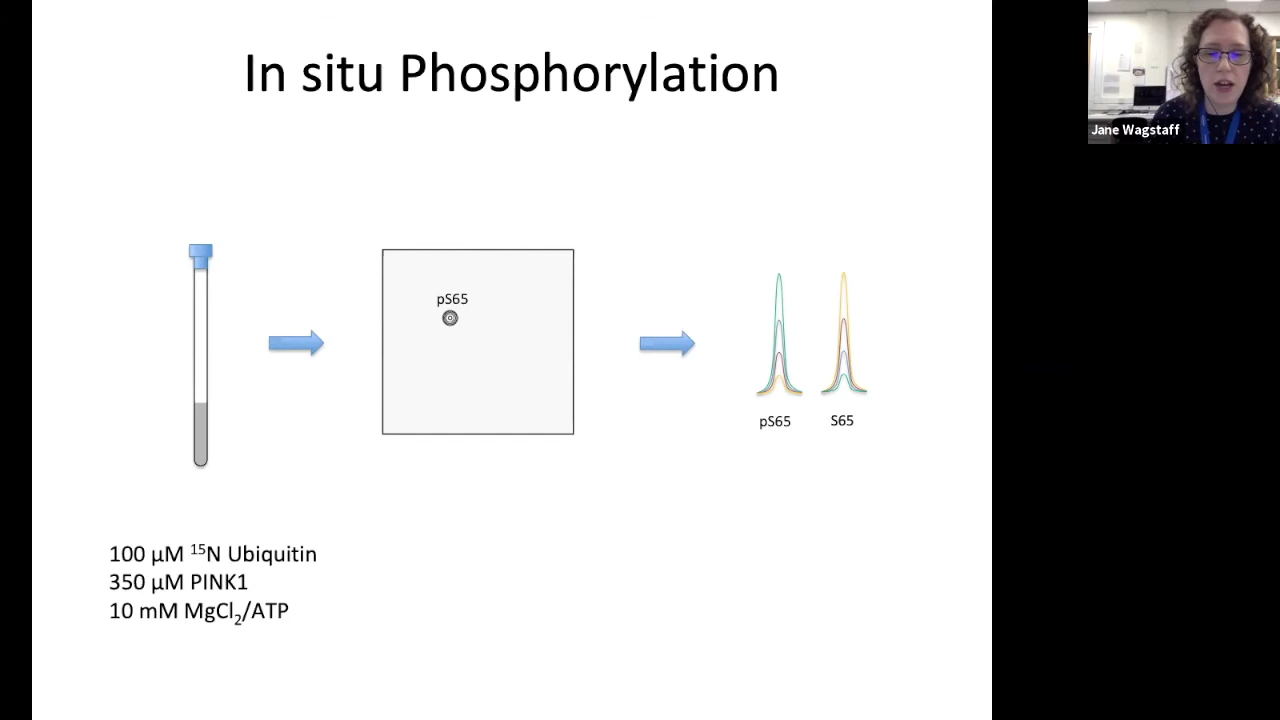 In situ Phosphorylation
Jane Wagstaff
pS65
pS65
S65
100 µM ¹⁵N Ubiquitin
350 µM PINK1
10 mM MgCl₂/ATP